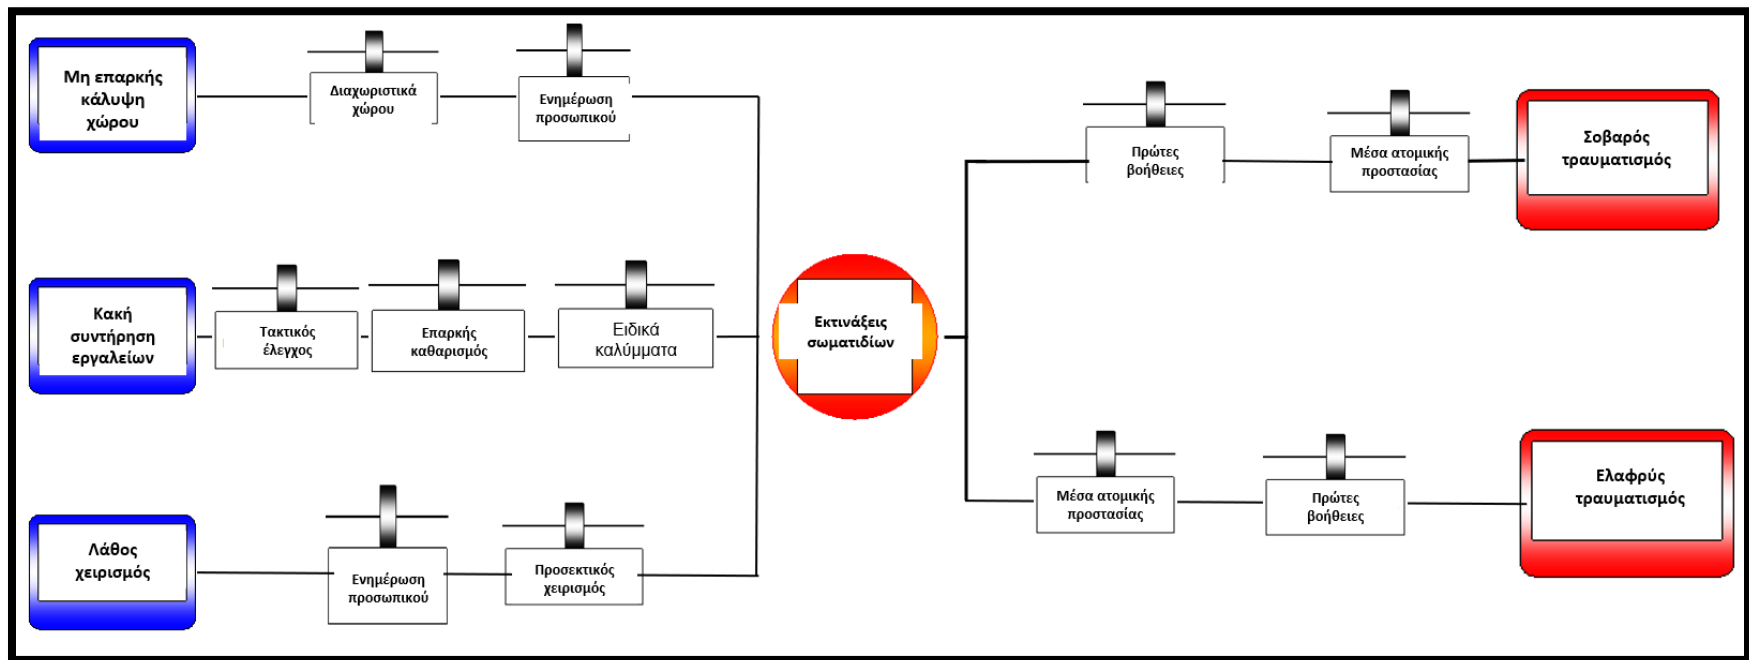 Μη επαρκής
κάλυψη
χώρου
Διαχωριστικά
χώρου
Ενημέρωση
προσωπικού
Πρώτες
βοήθειες
Μέσα ατομικής
προστασίας
Σοβαρός
τραυματισμός
Κακή
συντήρηση
εργαλείων
Τακτικός
έλεγχος
Επαρκής
καθαρισμός
Ειδικά
καλύμματα
Εκτινάξεις
σωματιδίων
Μέσα ατομικής
προστασίας
Πρώτες
βοήθειες
Ελαφρύς
τραυματισμός
Λάθος
χειρισμός
Ενημέρωση
προσωπικού
Προσεκτικός
χειρισμός